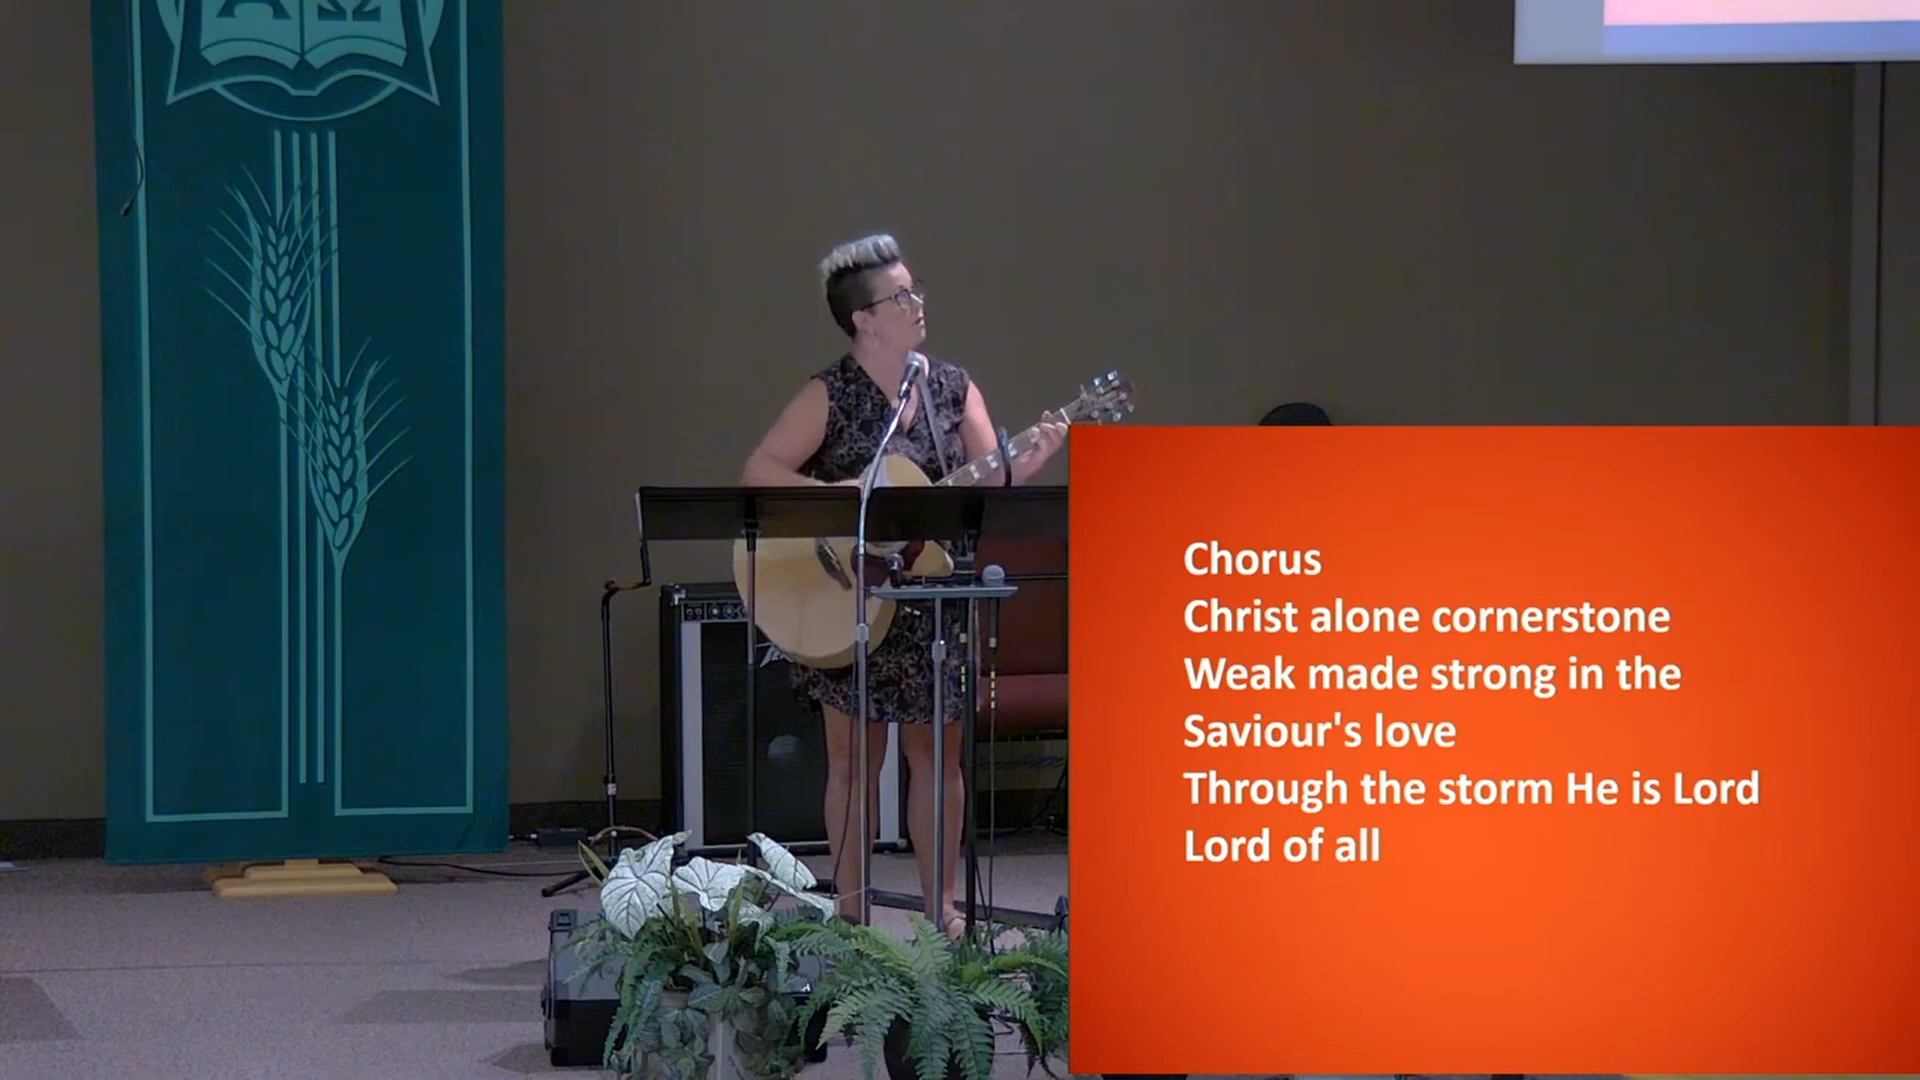 Chorus
Christ alone cornerstone
Weak made strong in the
Saviour's love
Through the storm He is Lord
Lord of all